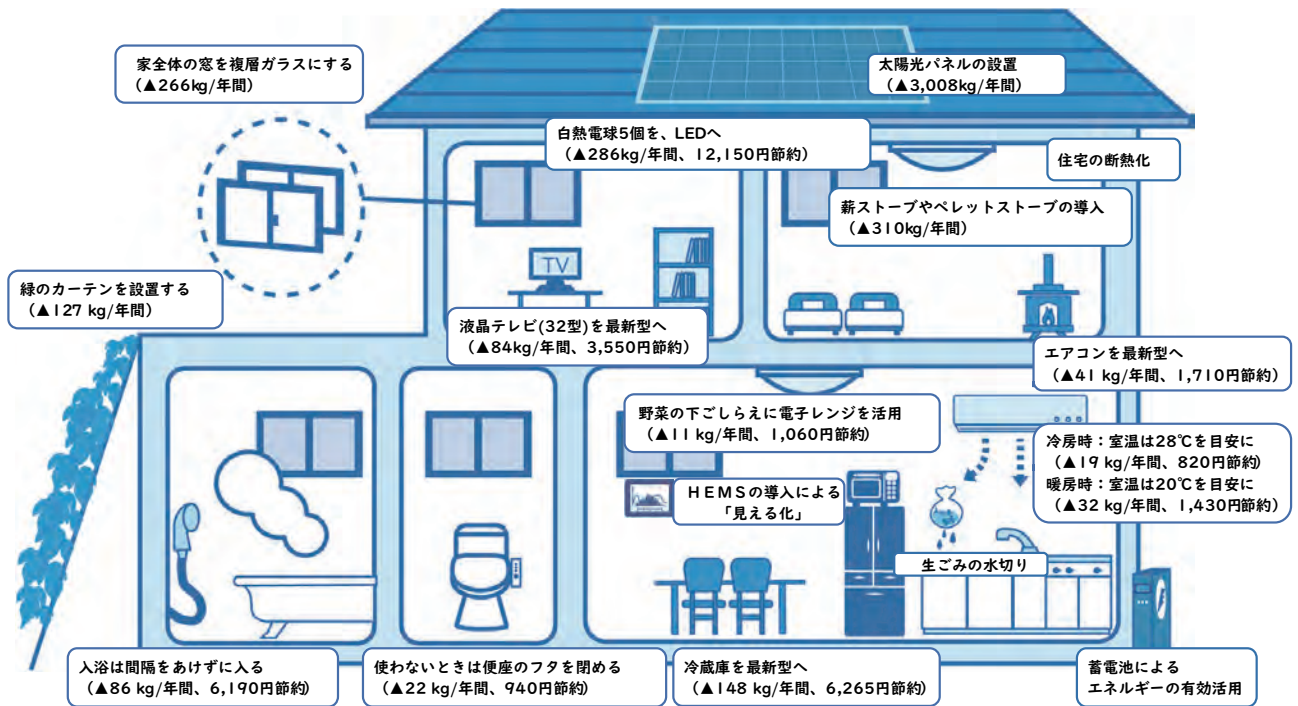 家全体の窓を複層ガラスにする
(▲266kg/年間)
太陽光パネルの設置
(▲3,008kg/年間)
白熱電球5個を、LEDへ
(▲286kg/年間、12,150円節約)
住宅の断熱化
薪ストーブやペレットストーブの導入
(▲310kg/年間)
TV
緑のカーテンを設置する
(▲127 kg/年間)
液晶テレビ(32型)を最新型へ
(▲84kg/年間、3,550円節約)
エアコンを最新型へ
(▲41 kg/年間、1,710円節約)
野菜の下ごしらえに電子レンジを活用
(▲11 kg/年間、1,060円節約)
冷房時：室温は28℃を目安に
(▲19 kg/年間、820円節約)
暖房時：室温は20℃を目安に
(▲32 kg/年間、1,430円節約)
ＨＥＭＳの導入による
「見える化」
生ごみの水切り
入浴は間隔をあけずに入る
(▲86 kg/年間、6,190円節約)
使わないときは便座のフタを閉める
(▲22 kg/年間、940円節約)
冷蔵庫を最新型へ
(▲148 kg/年間、6,265円節約)
蓄電池による
エネルギーの有効活用